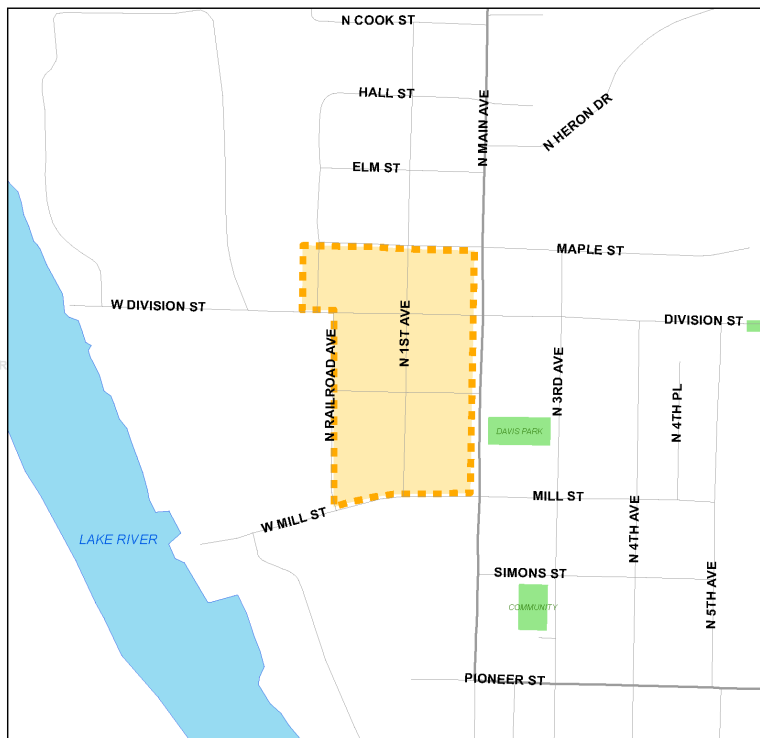 N COOK ST
HALL ST
N MAIN AVE
N HERON DR
ELM ST
MAPLE ST
W DIVISION ST
DIVISION ST
N 1ST AVE
N RAILROAD AVE
R
N 3RD AVE
N 4TH PL
DAVIS PARK
MILL ST
W MILL ST
N 4TH AVE
LAKE RIVER
SIMONS ST
N 5TH AVE
COMMUNITY
PIONEER ST